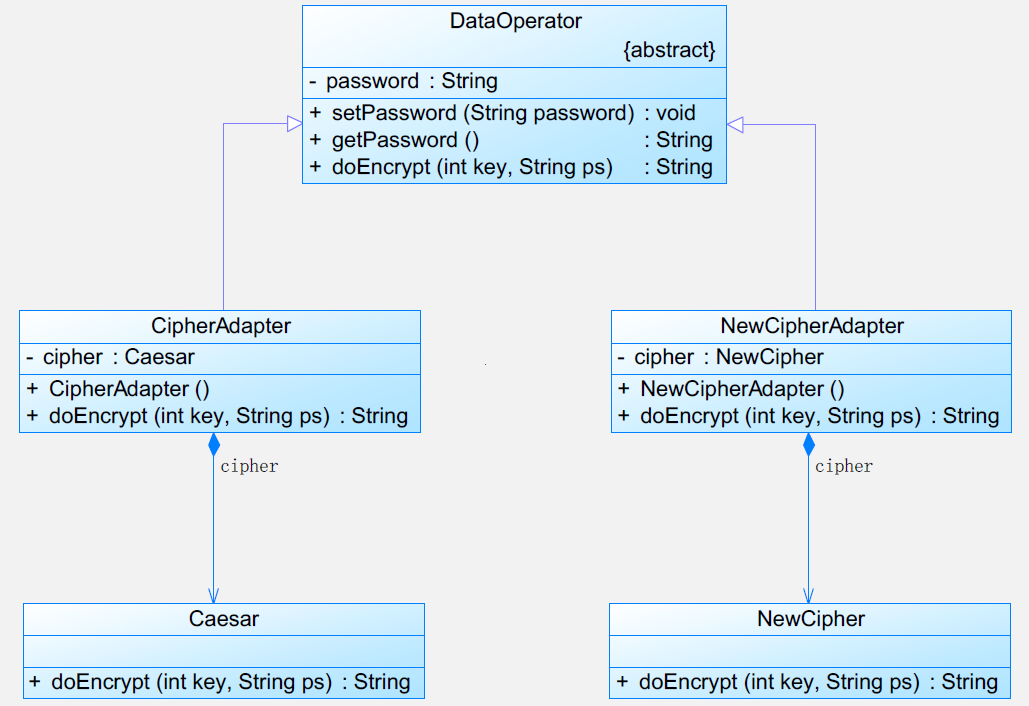 DataOperator
{abstract}
- password : String
+ setPassword (String password) : void
+ getPassword () : String
+ doEncrypt (int key, String ps) : String
CipherAdapter
- cipher : Caesar
+ CipherAdapter ()
+ doEncrypt (int key, String ps) : String
NewCipherAdapter
- cipher : NewCipher
+ NewCipherAdapter ()
+ doEncrypt (int key, String ps) : String
cipher
cipher
Caesar
+ doEncrypt (int key, String ps) : String
NewCipher
+ doEncrypt (int key, String ps) : String